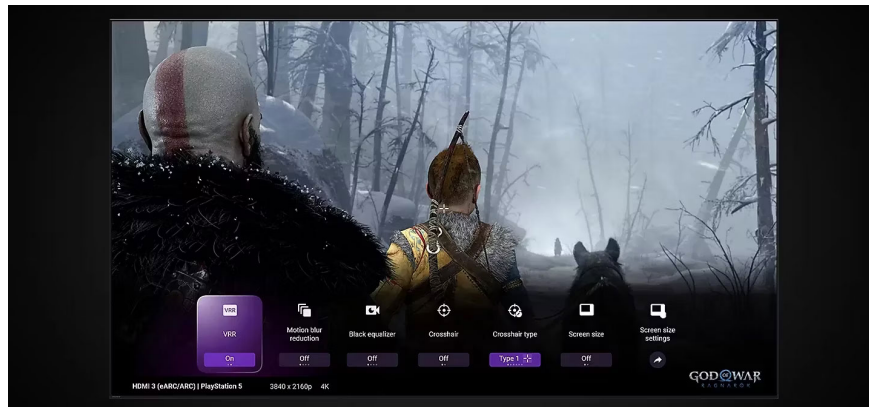 VRR
VRR
On
Motion blur
reduction
Off
Black equalizer
Off
Crosshair
Off
Crosshair type
Type 1
Screen size
Off
Screen size
settings
HDMI 3 (eARC/ARC) | PlayStation 5 3840 x 2160p 4K
GOD OF WAR
RAGNARÖK